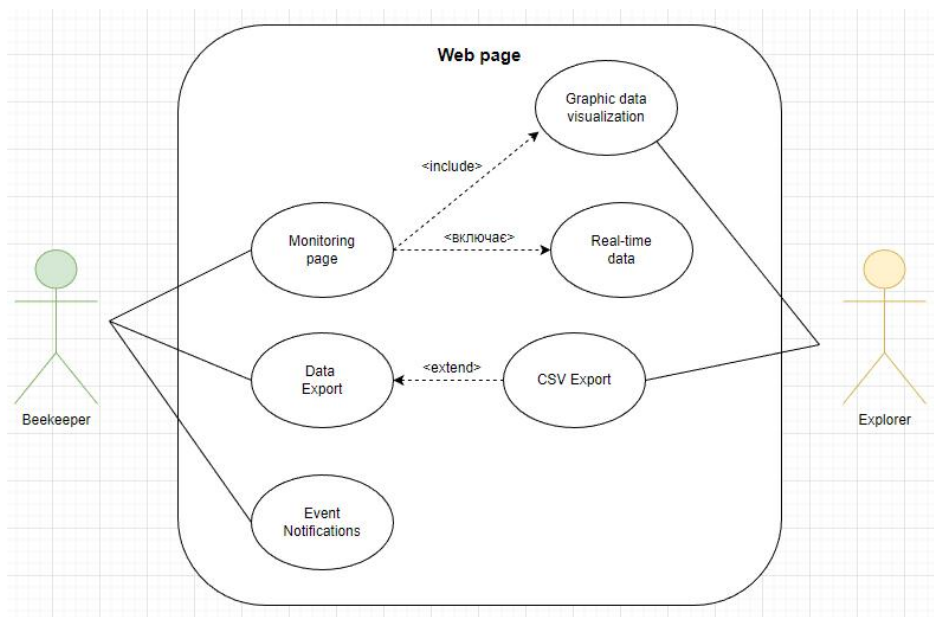 Web page
Graphic data
visualization
<include>
Monitoring
page
<включає>
Real-time
data
Data
Export
<extend>
CSV Export
Beekeeper
Explorer
Event
Notifications